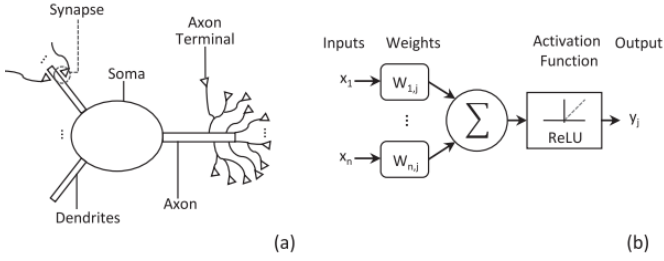 Synapse
Axon
Terminal
Soma
Axon
Dendrites
(a)
Inputs Weights Activation Function Output
x1 W1,j
Σ
ReLU
yj
xn Wn,j
(b)